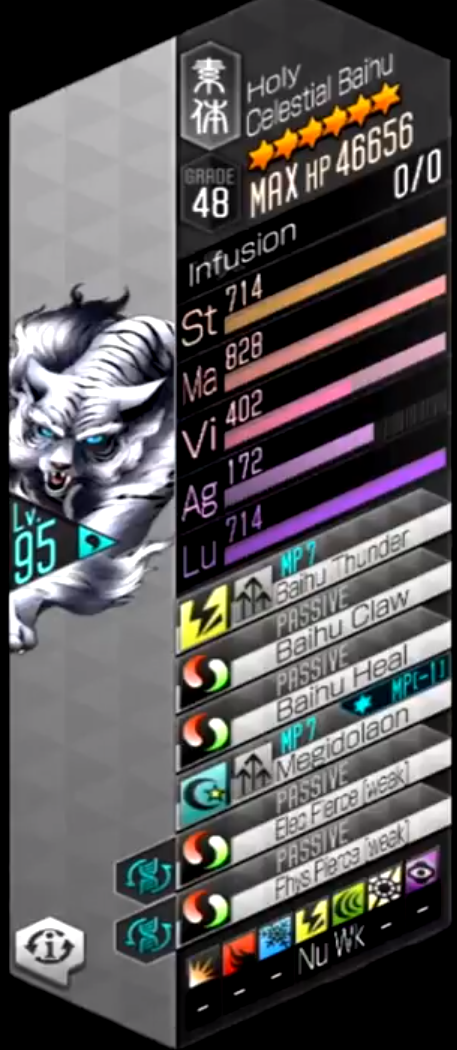 素
体
Holy
Celestial Baihu
GRADE
48
MAX HP 46656
0/0
Infusion
St 714
Ma 828
Vi 402
Ag 172
Lu 714
Lv.
95
MP 7
Baihu Thunder
PASSIVE
Baihu Claw
PASSIVE
Baihu Heal
MP[-1]
MP 7
Megidolaon
PASSIVE
Elec Pierce [weak]
PASSIVE
Phys Pierce [weak]
- - - Nu Wk - -